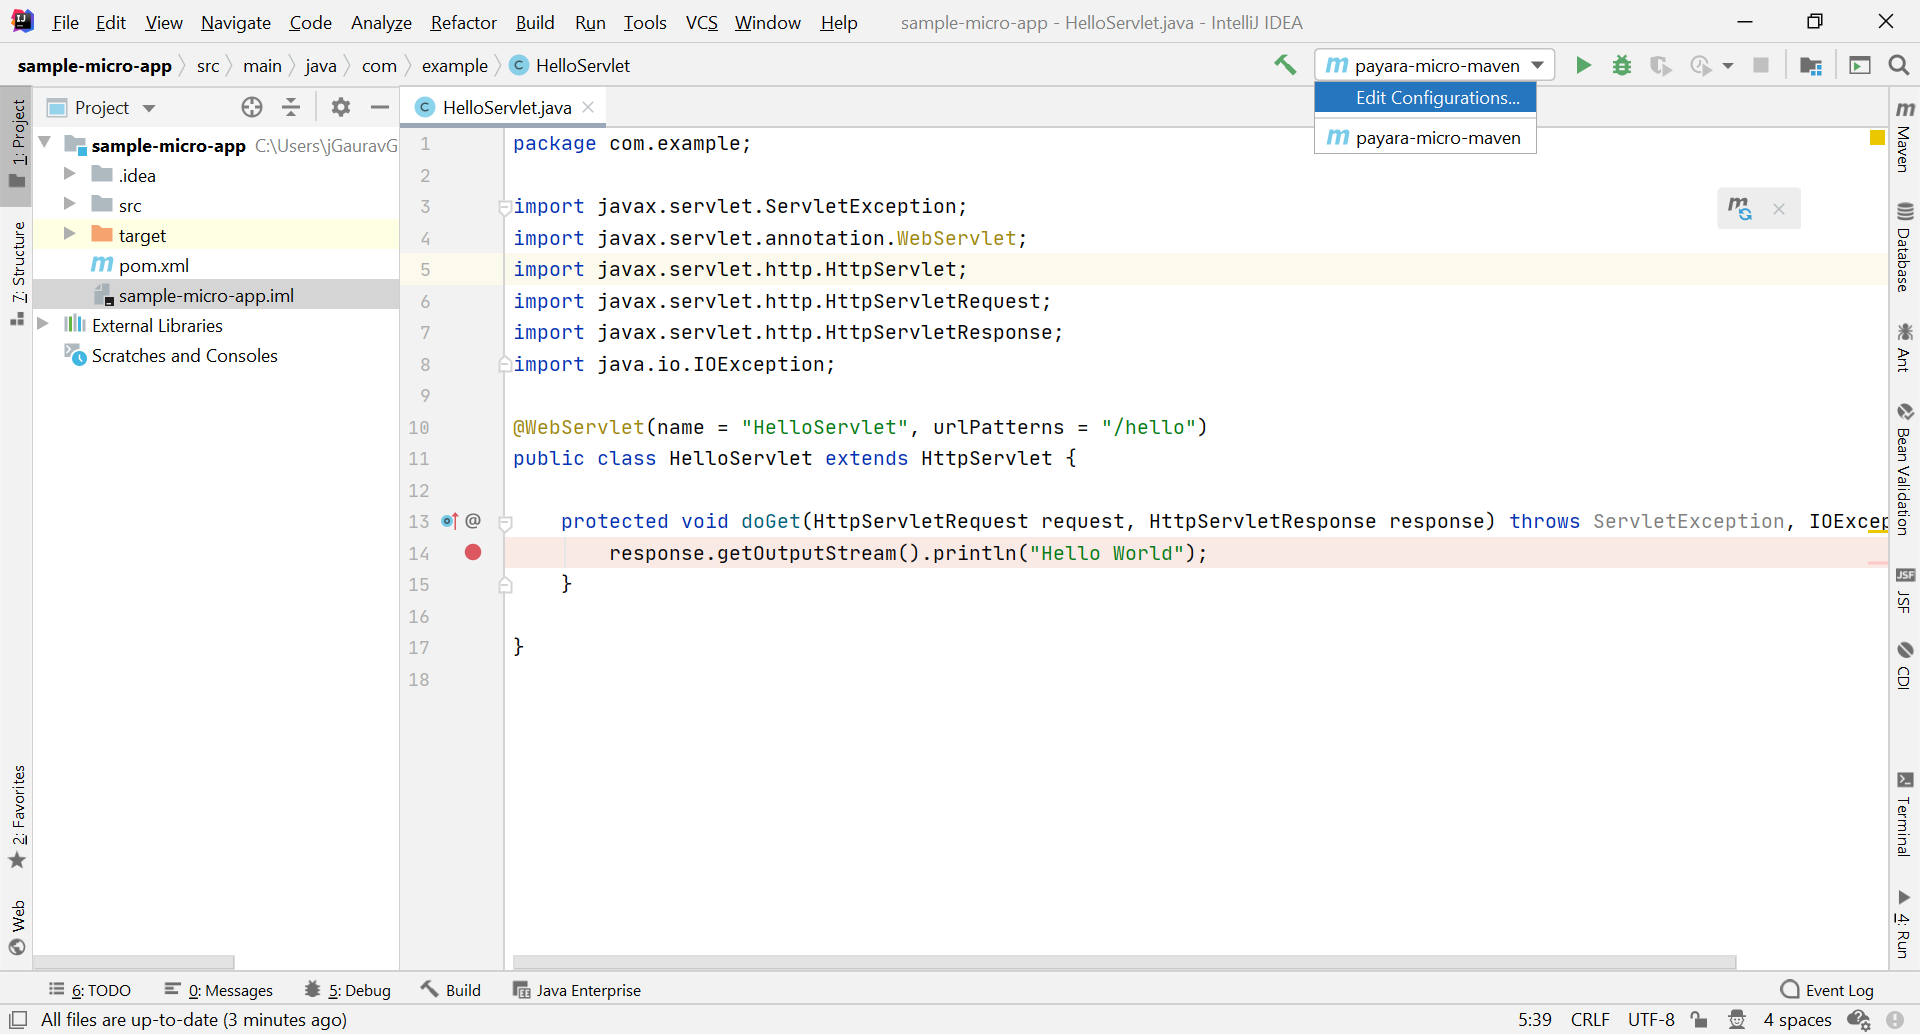 File Edit View Navigate Code Analyze Refactor Build Run Tools VCS Window Help sample-micro-app - HelloServlet.java - IntelliJ IDEA
sample-micro-app src main java com example HelloServlet payara-micro-maven
Edit Configurations...
payara-micro-maven
Project
HelloServlet.java
sample-micro-app C:\Users\jGauravG
.idea
src
target
pom.xml
sample-micro-app.iml
External Libraries
Scratches and Consoles
1: Project
7: Structure
2: Favorites
Web
1 package com.example;
2
3 import javax.servlet.ServletException;
4 import javax.servlet.annotation.WebServlet;
5 import javax.servlet.http.HttpServlet;
6 import javax.servlet.http.HttpServletRequest;
7 import javax.servlet.http.HttpServletResponse;
8 import java.io.IOException;
9
10 @WebServlet(name = "HelloServlet", urlPatterns = "/hello")
11 public class HelloServlet extends HttpServlet {
12
13 protected void doGet(HttpServletRequest request, HttpServletResponse response) throws ServletException, IOExcep
14 response.getOutputStream().println("Hello World");
15 }
16
17 }
18
Maven
Database
Ant
Bean Validation
JSF
CDI
Terminal
4: Run
6: TODO 0: Messages 5: Debug Build Java Enterprise Event Log
All files are up-to-date (3 minutes ago) 5:39 CRLF UTF-8 4 spaces